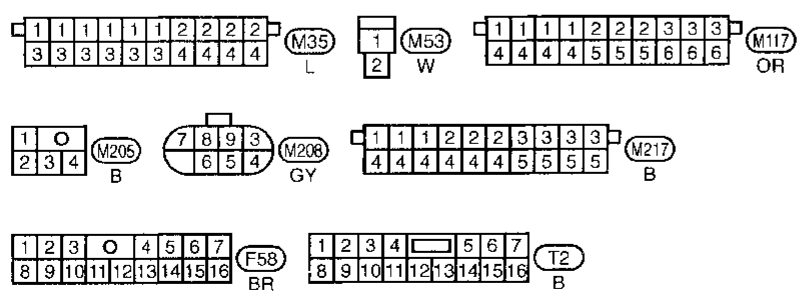 1 1 1 1 1 1 2 2 2 2
3 3 3 3 3 3 4 4 4 4
M35
L
1
2
M53
W
1 1 1 1 2 2 2 3 3 3
4 4 4 4 5 5 5 6 6 6
M117
OR
1 O
2 3 4
M205
B
7 8 9 3
6 5 4
M208
GY
1 1 1 2 2 2 3 3 3 3
4 4 4 4 4 4 5 5 5 5
M217
B
1 2 3 O 4 5 6 7
8 9 10 11 12 13 14 15 16
F58
BR
1 2 3 4 5 6 7
8 9 10 11 12 13 14 15 16
T2
B